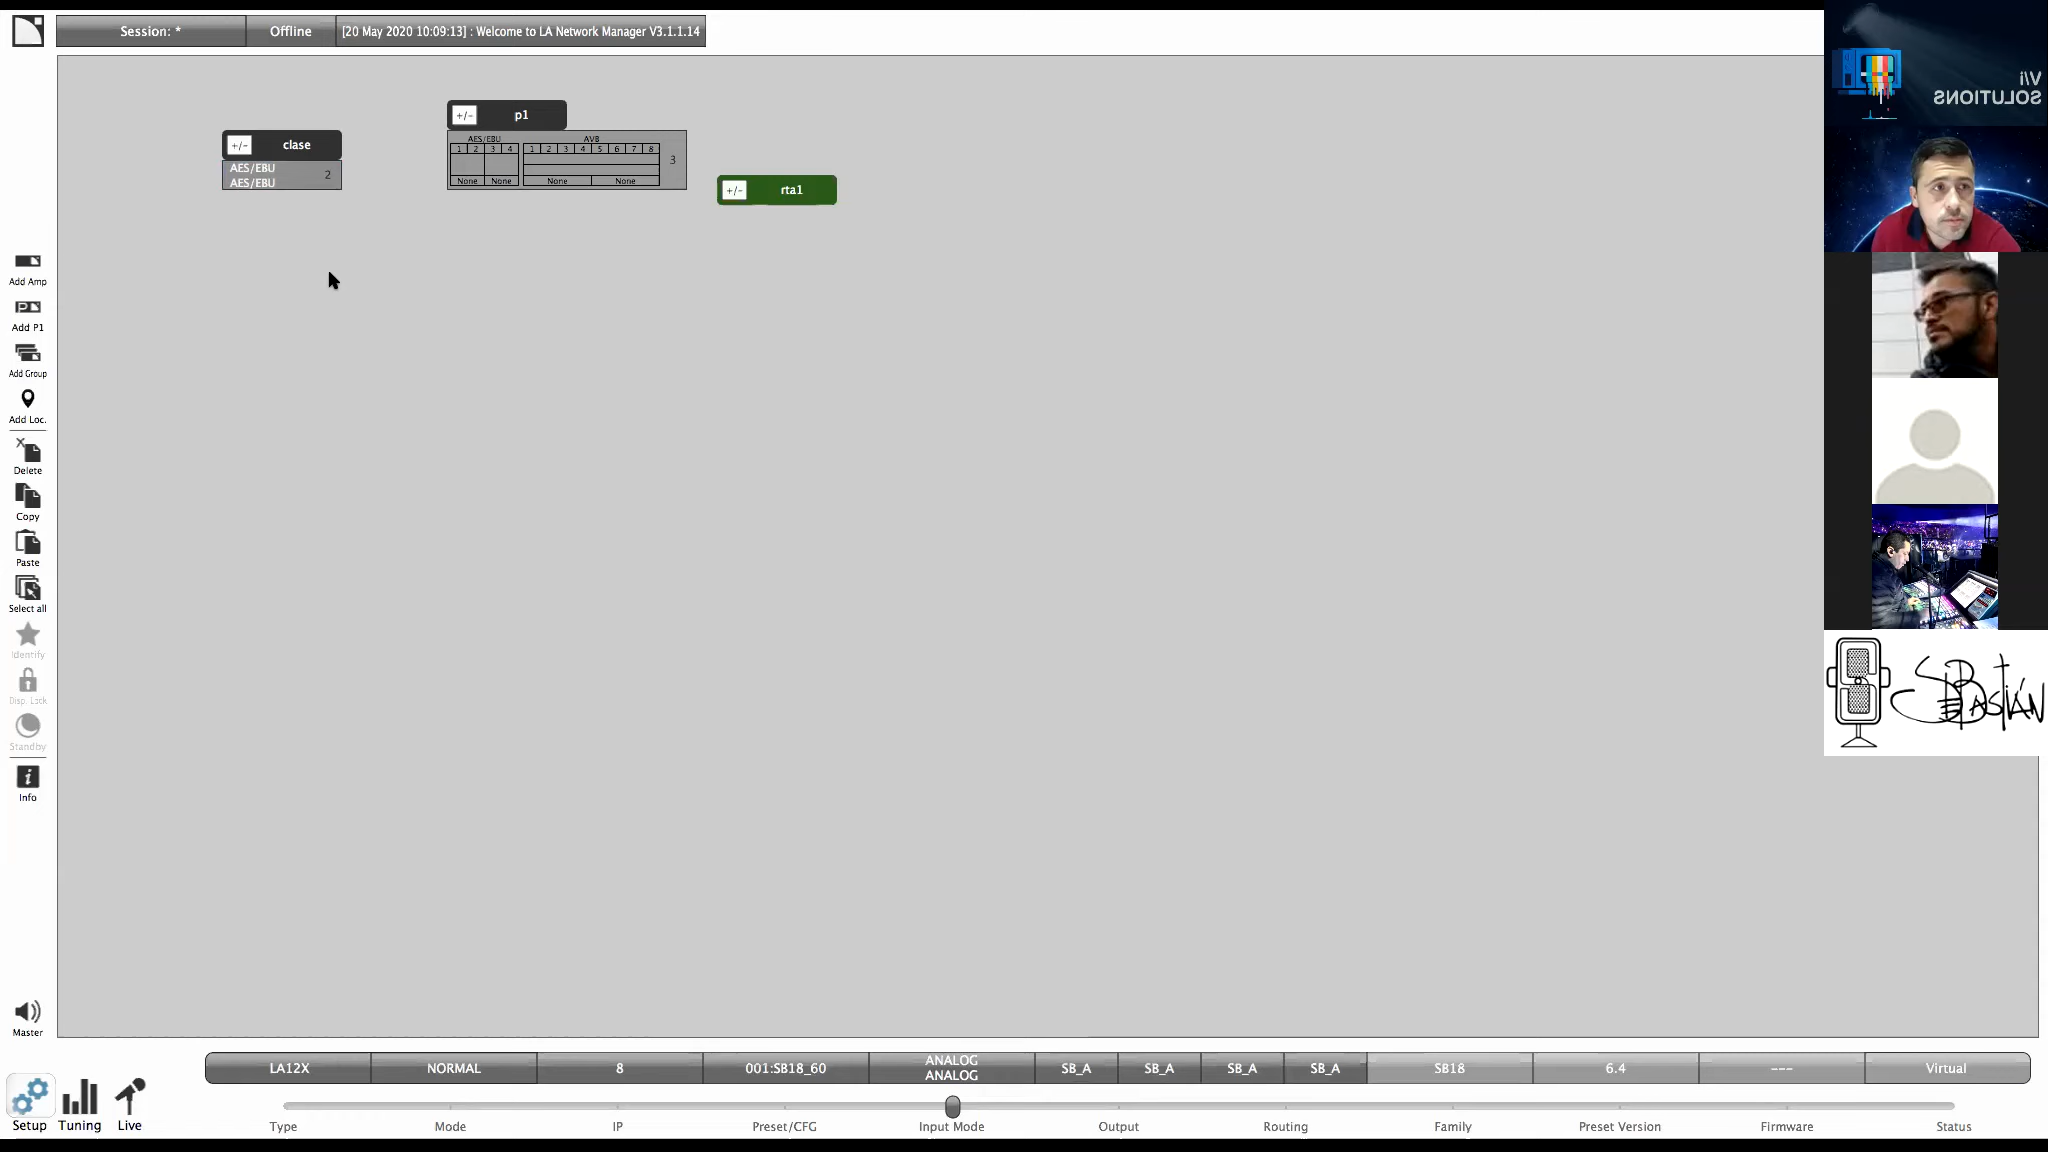 Session: *
Offline
[20 May 2020 10:09:13] : Welcome to LA Network Manager V3.1.1.14
V/I
SOLUTIONS
+/- p1
AES/EBU AVB
1 2 3 4 1 2 3 4 5 6 7 8
3
None None None None
+/- clase
AES/EBU
AES/EBU
2
+/- rta1
Add Amp
Add P1
Add Group
Add Loc.
Delete
Copy
Paste
Select all
Identify
Disp. Lock
Standby
Info
Master
SEBASTIÁN
LA12X NORMAL 8 001:SB18_60 ANALOG
ANALOG SB_A SB_A SB_A SB_A SB18 6.4 --- Virtual
Setup Tuning Live
Type Mode IP Preset/CFG Input Mode Output Routing Family Preset Version Firmware Status